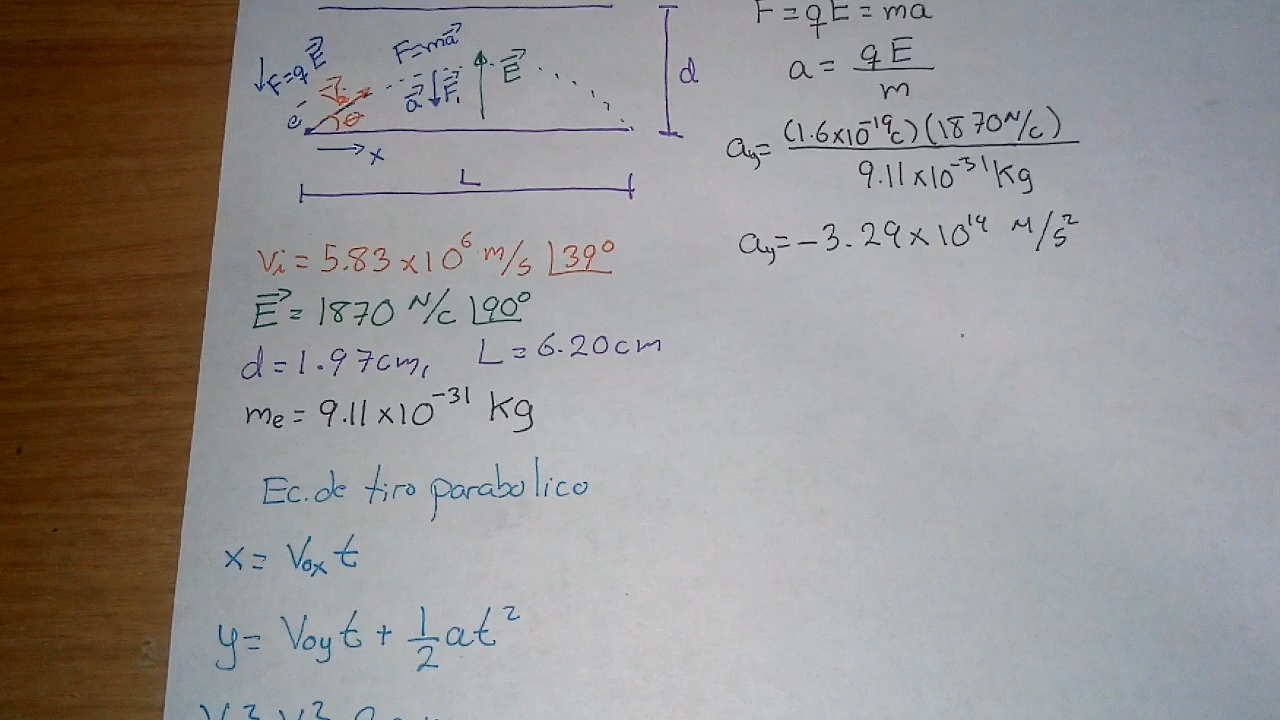 F=qE=ma
F=qE
F=ma
a F
E
d
a = qE / m
e⁻ θ
x
a_y = (1.6×10⁻¹⁹c)(1870 N/c) / 9.11×10⁻³¹ Kg
L
a_y = -3.29×10¹⁴ M/s²
Vi = 5.83×10⁶ m/s ∠39°
E = 1870 N/c ∠90°
d=1.97cm, L=6.20cm
me = 9.11×10⁻³¹ Kg
Ec. de tiro parabolico
x = Vox t
y = Voy t + 1/2 at²